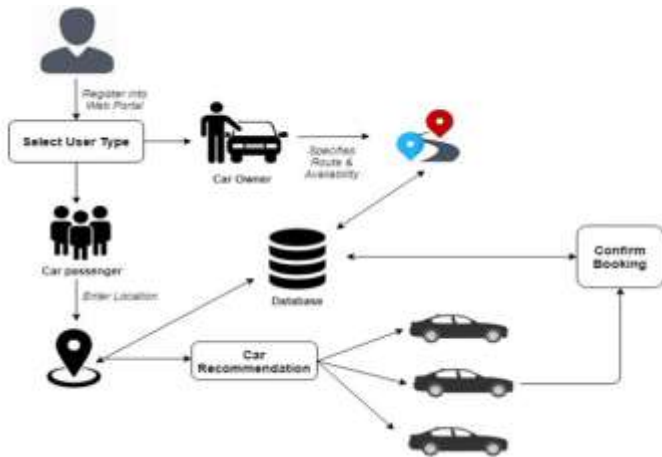 Register into
Web Portal
Select User Type
Car Owner
Specifies
Route &
Availability
Car passenger
Enter Location
Database
Confirm
Booking
Car
Recommendation